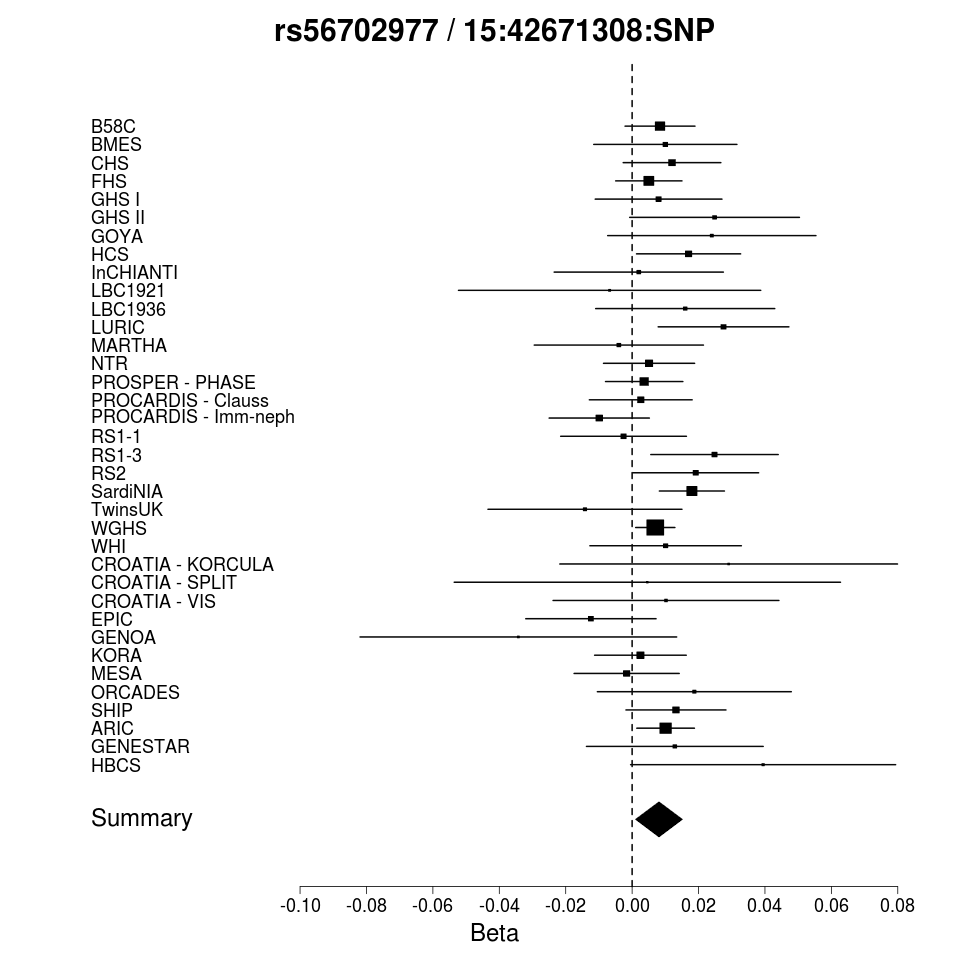 rs56702977 / 15:42671308:SNP
B58C
BMES
CHS
FHS
GHS I
GHS II
GOYA
HCS
InCHIANTI
LBC1921
LBC1936
LURIC
MARTHA
NTR
PROSPER - PHASE
PROCARDIS - Clauss
PROCARDIS - Imm-neph
RS1-1
RS1-3
RS2
SardiNIA
TwinsUK
WGHS
WHI
CROATIA - KORCULA
CROATIA - SPLIT
CROATIA - VIS
EPIC
GENOA
KORA
MESA
ORCADES
SHIP
ARIC
GENESTAR
HBCS
Summary
-0.10 -0.08 -0.06 -0.04 -0.02 0.00 0.02 0.04 0.06 0.08
Beta